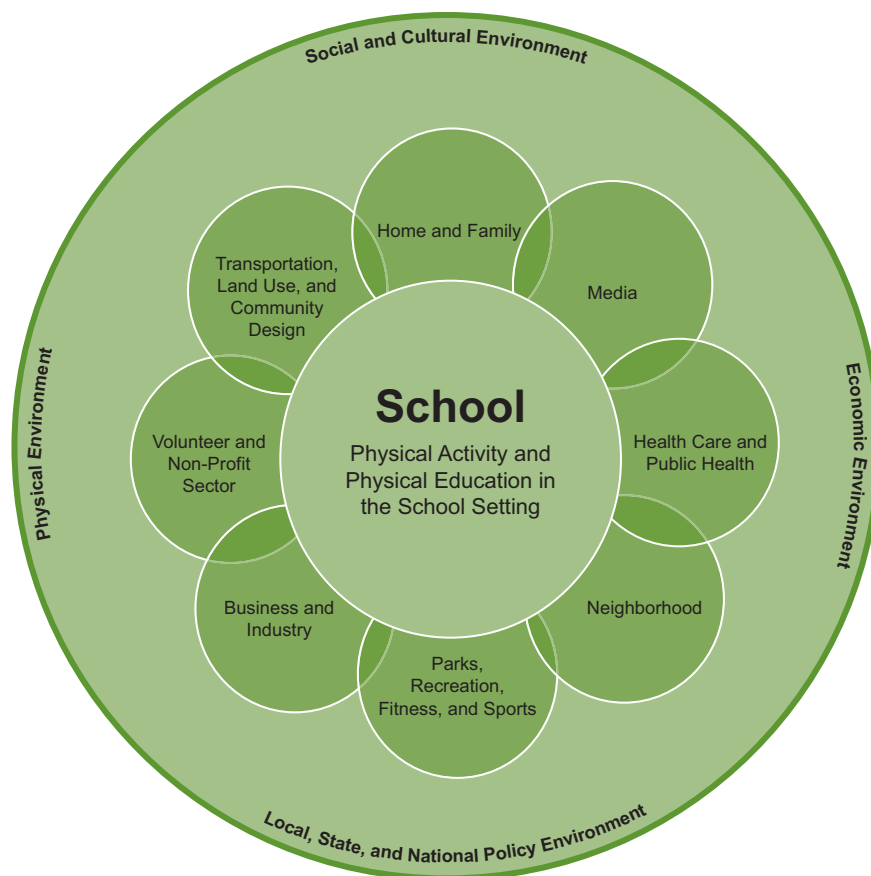 Social and Cultural Environment
Home and Family
Transportation,
Land Use, and
Community
Design
Media
Physical Environment
School
Physical Activity and
Physical Education in
the School Setting
Economic Environment
Volunteer and
Non-Profit
Sector
Health Care and
Public Health
Business and
Industry
Neighborhood
Parks,
Recreation,
Fitness, and Sports
Local, State, and National Policy Environment